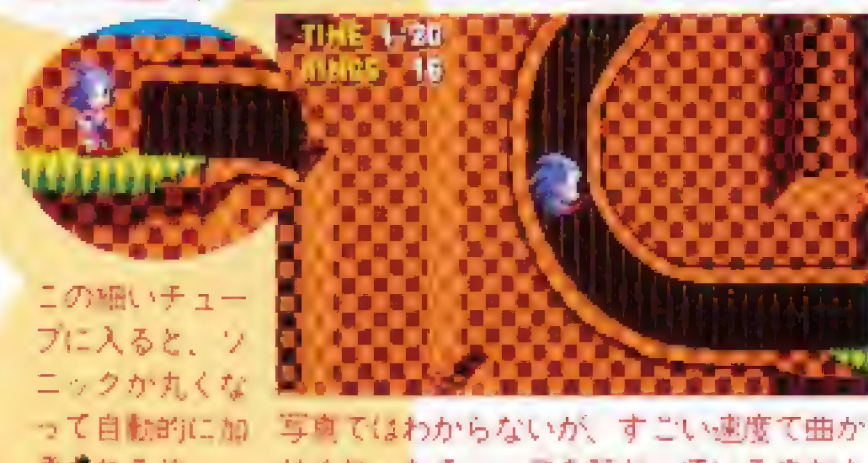 TIME 1:20
RINGS 16
この細いチュー
ブに入ると、ソ
ニックが丸くな
って自動的に加
写真ではわからないが、すごい速度で曲が